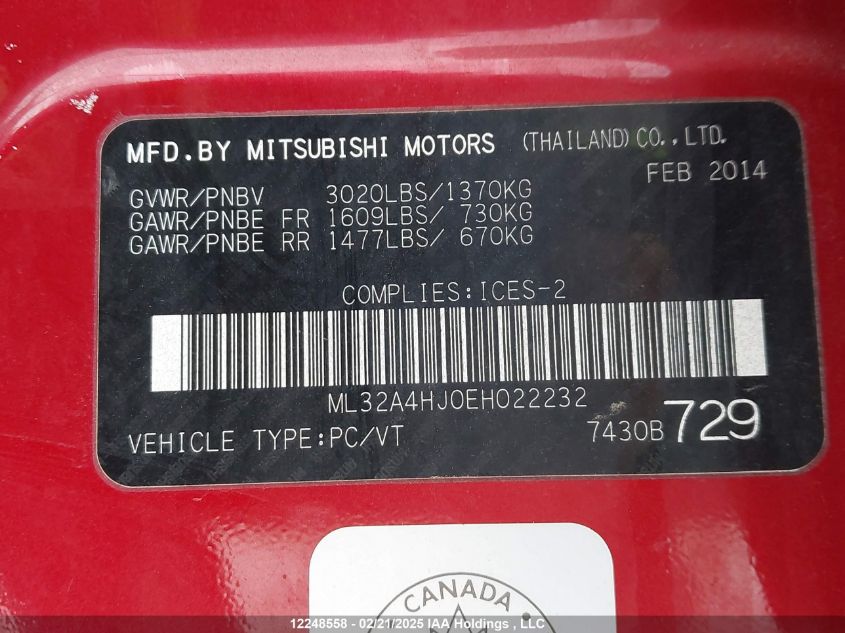 MFD.BY MITSUBISHI MOTORS (THAILAND) CO., LTD.
FEB 2014
GVWR/PNBV 3020LBS/1370KG
GAWR/PNBE FR 1609LBS/ 730KG
GAWR/PNBE RR 1477LBS/ 670KG
COMPLIES:ICES-2
ML32A4HJ0EH022232
VEHICLE TYPE:PC/VT 7430B729
CANADA
12248558 - 02/21/2025 IAA Holdings, LLC